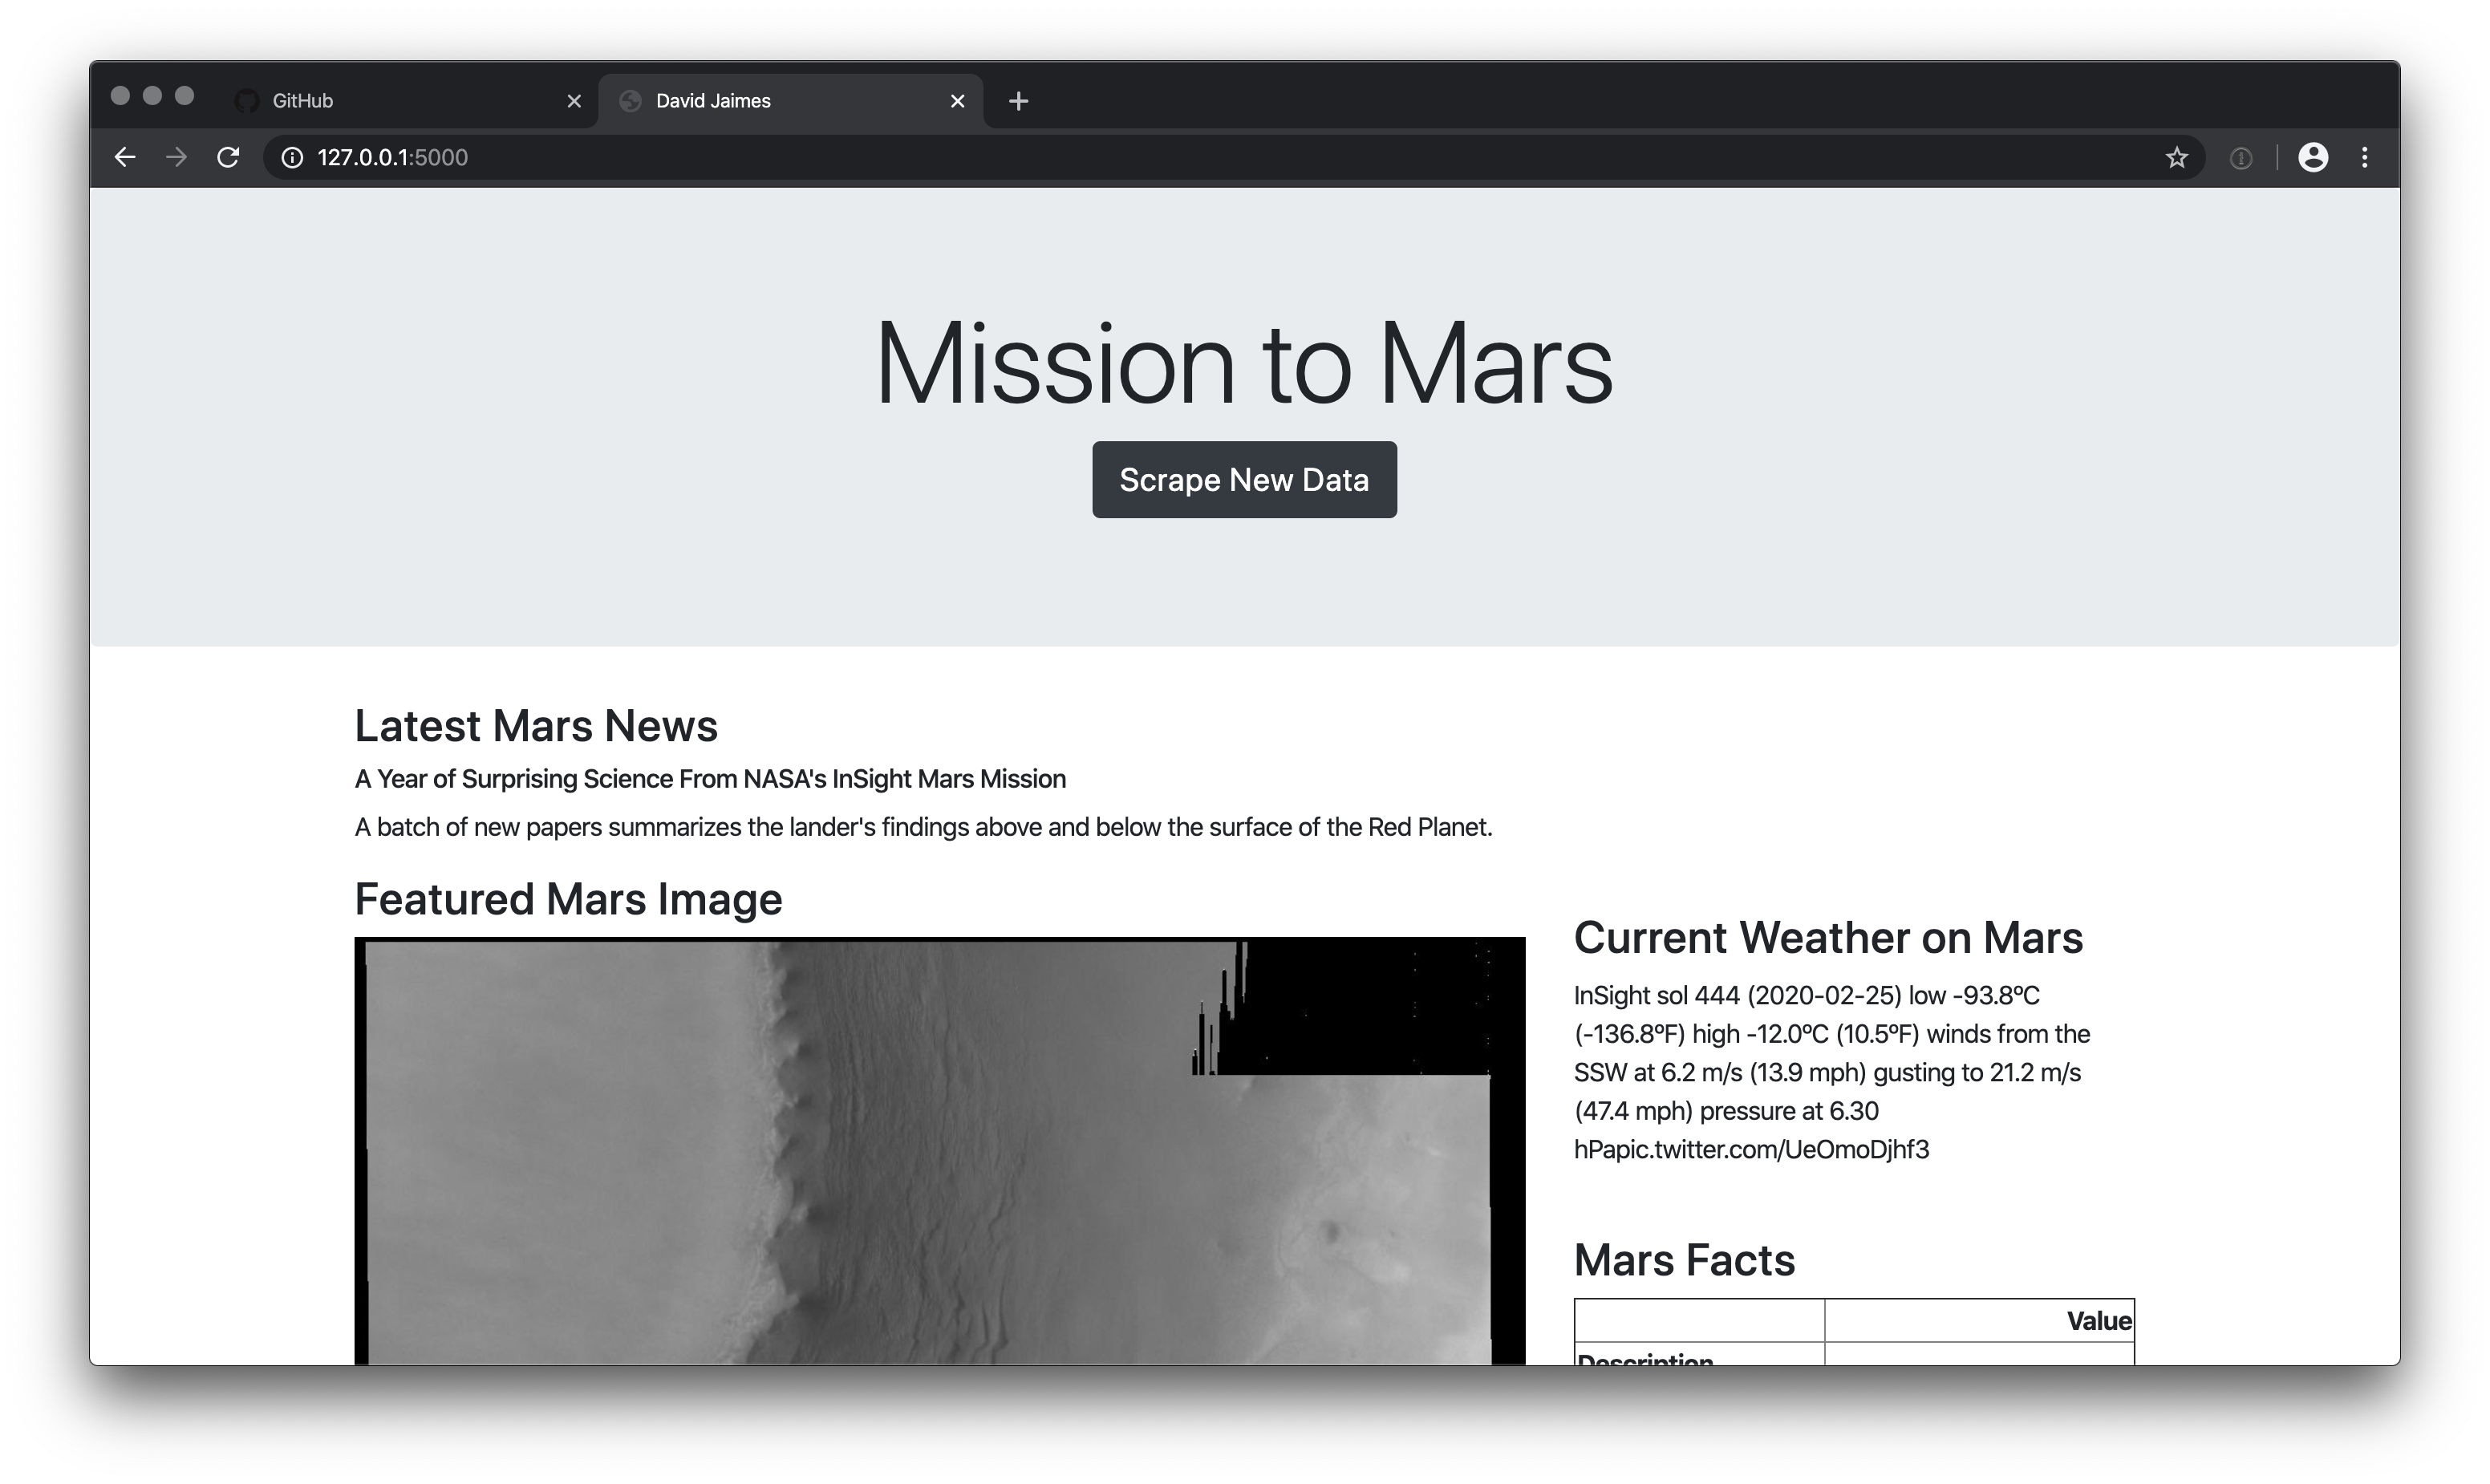 GitHub
David Jaimes
127.0.0.1:5000
Mission to Mars
Scrape New Data
Latest Mars News
A Year of Surprising Science From NASA's InSight Mars Mission
A batch of new papers summarizes the lander's findings above and below the surface of the Red Planet.
Featured Mars Image
Current Weather on Mars
InSight sol 444 (2020-02-25) low -93.8ºC
(-136.8ºF) high -12.0ºC (10.5ºF) winds from the
SSW at 6.2 m/s (13.9 mph) gusting to 21.2 m/s
(47.4 mph) pressure at 6.30
hPapic.twitter.com/UeOmoDjhf3
Mars Facts
Value
Description